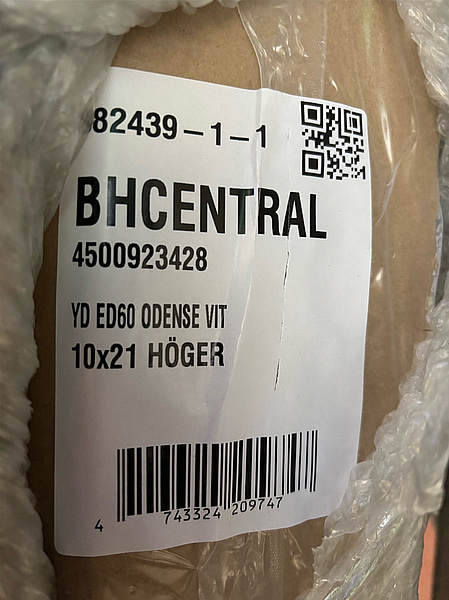 82439-1-1
BHCENTRAL
4500923428
YD ED60 ODENSE VIT
10x21 HÖGER
4 743324 209747